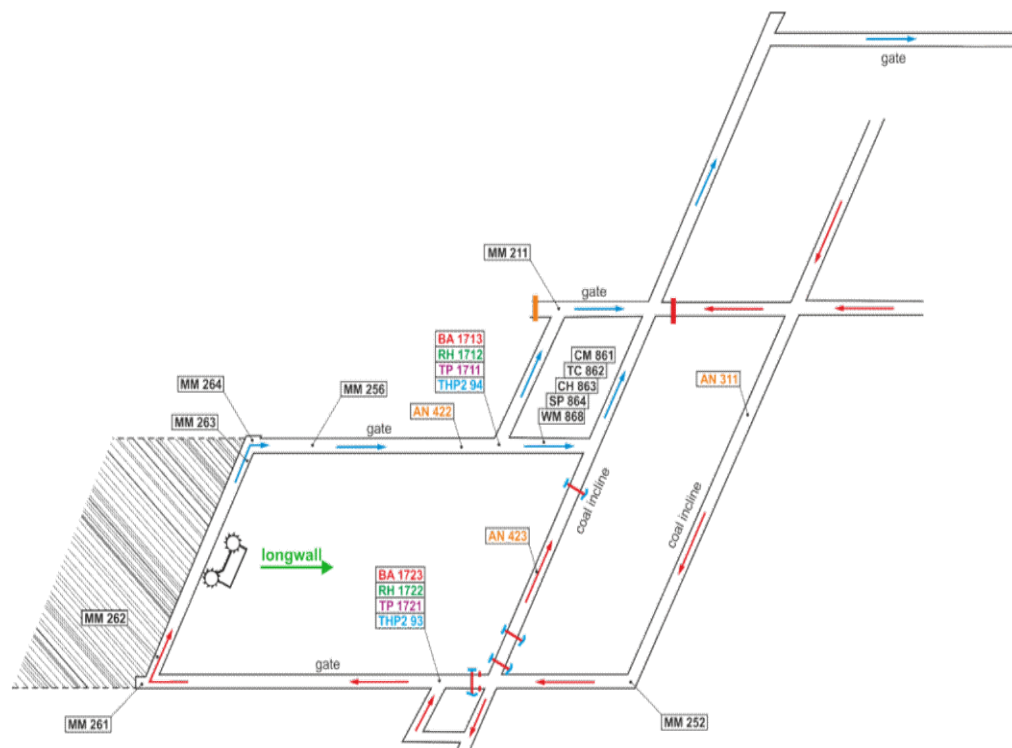 gate
MM 211
gate
BA 1713
RH 1712
TP 1711
THP2 94
CM 861
TC 862
CH 863
SP 864
WM 868
AN 311
MM 264
MM 256
MM 263
AN 422
gate
coal incline
coal incline
AN 423
longwall
BA 1723
RH 1722
TP 1721
THP2 93
MM 262
gate
MM 261
MM 252